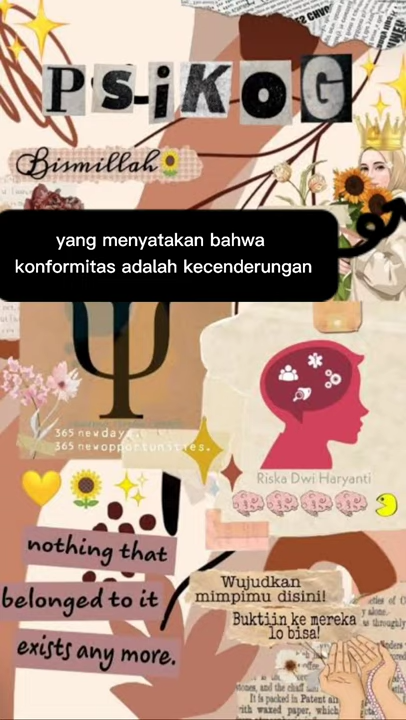 PSiKOG
Bismillah
yang menyatakan bahwa
konformitas adalah kecenderungan
365 newday
365 newopportunities.
Riska Dwi Haryanti
nothing that
belonged to it
exists any more.
Wujudkan
mimpimu disini!
Buktiin ke mereka
lo bisa!